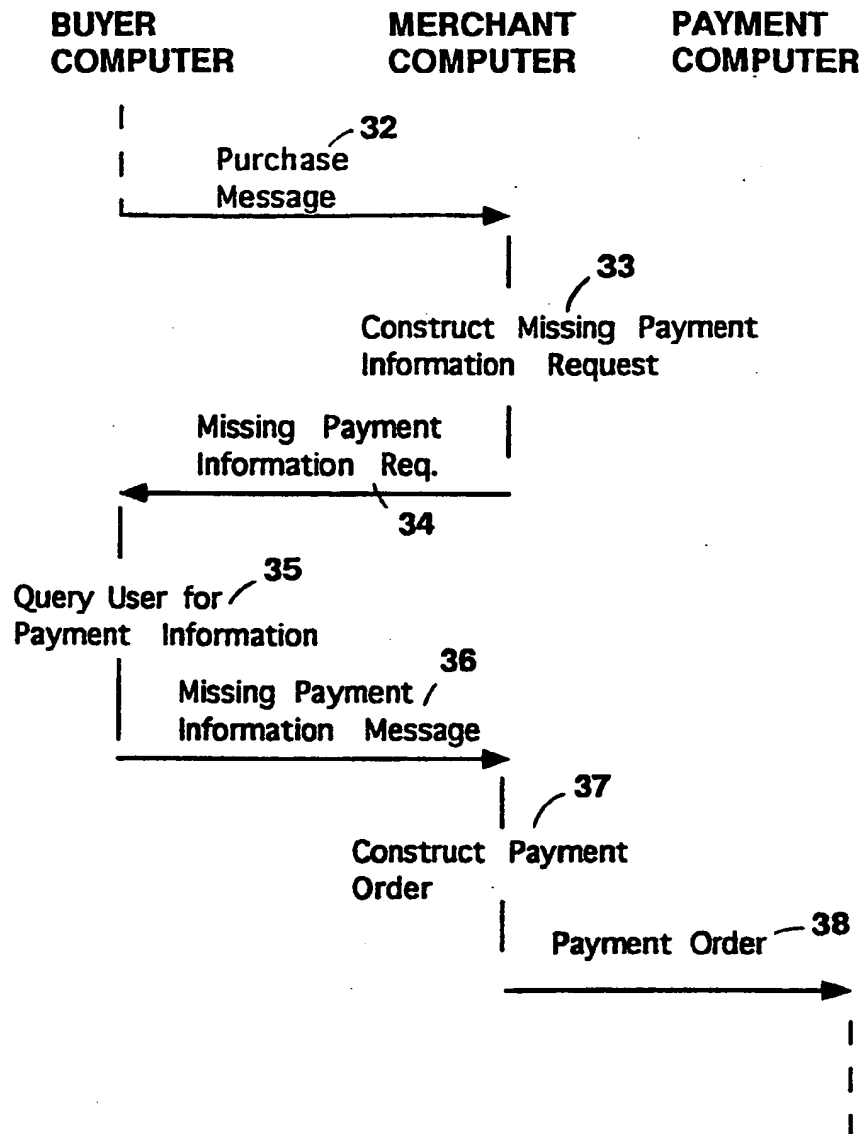 BUYER COMPUTER
MERCHANT COMPUTER
PAYMENT COMPUTER
32
Purchase
Message
33
Construct Missing Payment
Information Request
Missing Payment
Information Req.
34
35
Query User for
Payment Information
36
Missing Payment
Information Message
37
Construct Payment
Order
Payment Order
38